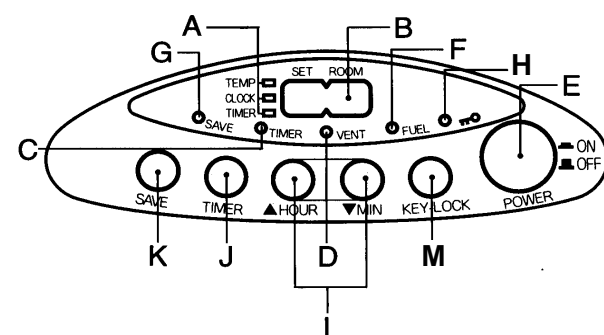 A
B
G
F
H
E
SET ROOM
TEMP
CLOCK
TIMER
SAVE
TIMER
VENT
FUEL
C
ON
OFF
SAVE
TIMER
▲HOUR
▼MIN
KEY-LOCK
POWER
K
J
D
M
I